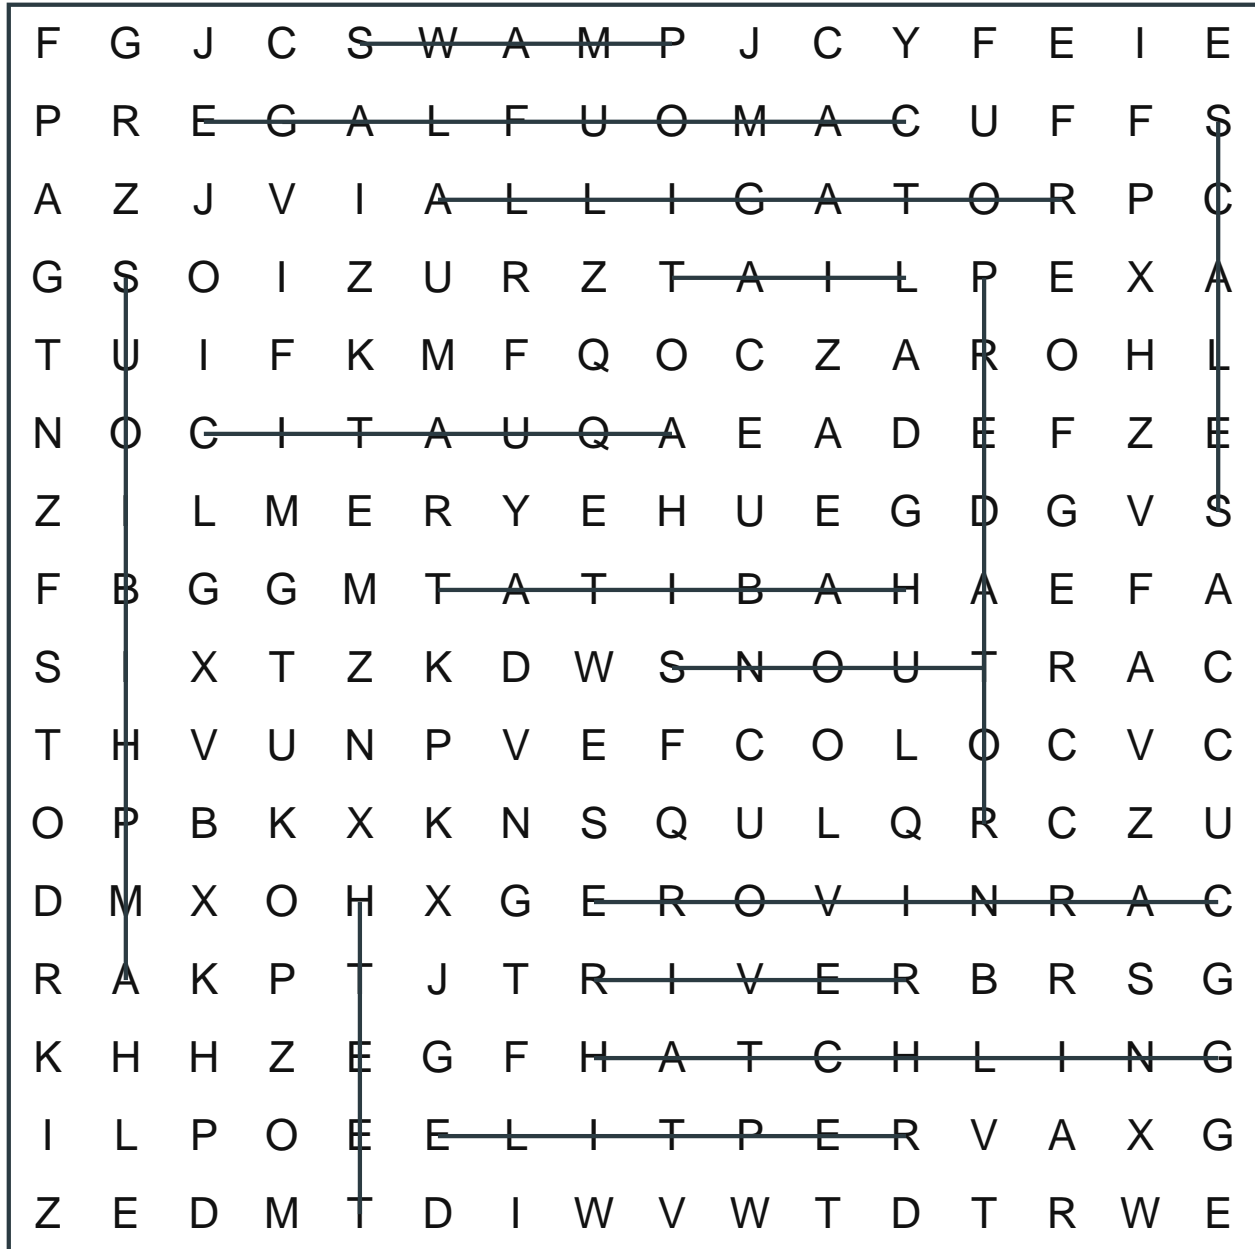 F G J C S W A M P J C Y F E I E
P R E G A L F U O M A C U F F S
A Z J V I A L L I G A T O R P C
G S O I Z U R Z T A I L P E X A
T U I F K M F Q O C Z A R O H L
N O C I T A U Q A E A D E F Z E
Z I L M E R Y E H U E G D G V S
F B G G M T A T I B A H A E F A
S I X T Z K D W S N O U T R A C
T H V U N P V E F C O L O C V C
O P B K X K N S Q U L Q R C Z U
D M X O H X G E R O V I N R A C
R A K P T J T R I V E R B R S G
K H H Z E G F H A T C H L I N G
I L P O E E L I T P E R V A X G
Z E D M T D I W V W T D T R W E